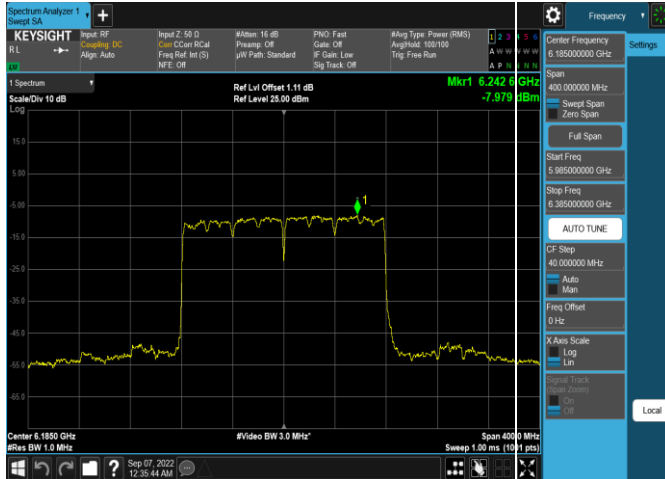 Spectrum Analyzer 1
Swept SA
KEYSIGHT
R L
Input: RF
Coupling: DC
Align: Auto
Input Z: 50 Ω
Corr CCorr RCal
Freq Ref: Int (S)
NFE: Off
#Atten: 16 dB
Preamp: Off
µW Path: Standard
PNO: Fast
Gate: Off
IF Gain: Low
Sig Track: Off
#Avg Type: Power (RMS)
Avg|Hold: 100/100
Trig: Free Run
1 2 3 4 5 6
A W W W W W
A P N N N N
1 Spectrum
Scale/Div 10 dB
Log
Ref Lvl Offset 1.11 dB
Ref Level 25.00 dBm
Mkr1 6.242 6 GHz
-7.979 dBm
15.0
5.00
-5.00
-15.0
-25.0
-35.0
-45.0
-55.0
-65.0
1
Center 6.1850 GHz
#Res BW 1.0 MHz
#Video BW 3.0 MHz*
Span 400.0 MHz
Sweep 1.00 ms (1001 pts)
Sep 07, 2022
12:35:44 AM
Frequency
Settings
Center Frequency
6.185000000 GHz
Span
400.000000 MHz
Swept Span
Zero Span
Full Span
Start Freq
5.985000000 GHz
Stop Freq
6.385000000 GHz
AUTO TUNE
CF Step
40.000000 MHz
Auto
Man
Freq Offset
0 Hz
X Axis Scale
Log
Lin
Signal Track
(Span Zoom)
On
Off
Local